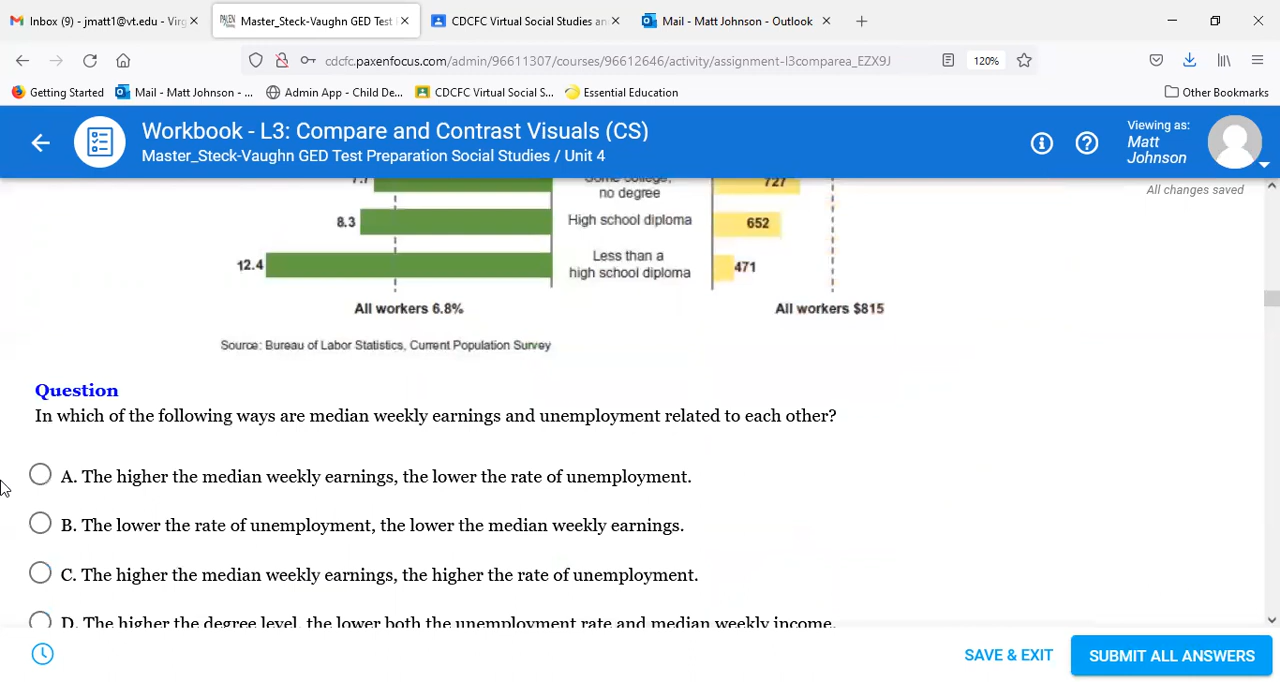 Inbox (9) - jmatt1@vt.edu - Virg
Master_Steck-Vaughn GED Test
CDCFC Virtual Social Studies an
Mail - Matt Johnson - Outlook
cdcfc.paxenfocus.com/admin/96611307/courses/96612646/activity/assignment-l3comparea_EZX9J
120%
Getting Started
Mail - Matt Johnson - ...
Admin App - Child De...
CDCFC Virtual Social S...
Essential Education
Other Bookmarks
Workbook - L3: Compare and Contrast Visuals (CS)
Master_Steck-Vaughn GED Test Preparation Social Studies / Unit 4
Viewing as:
Matt
Johnson
All changes saved
7.7
Some college,
no degree
727
8.3
High school diploma
652
12.4
Less than a
high school diploma
471
All workers 6.8%
All workers $815
Source: Bureau of Labor Statistics, Current Population Survey
Question
In which of the following ways are median weekly earnings and unemployment related to each other?
A. The higher the median weekly earnings, the lower the rate of unemployment.
B. The lower the rate of unemployment, the lower the median weekly earnings.
C. The higher the median weekly earnings, the higher the rate of unemployment.
D. The higher the degree level, the lower both the unemployment rate and median weekly income.
SAVE & EXIT
SUBMIT ALL ANSWERS